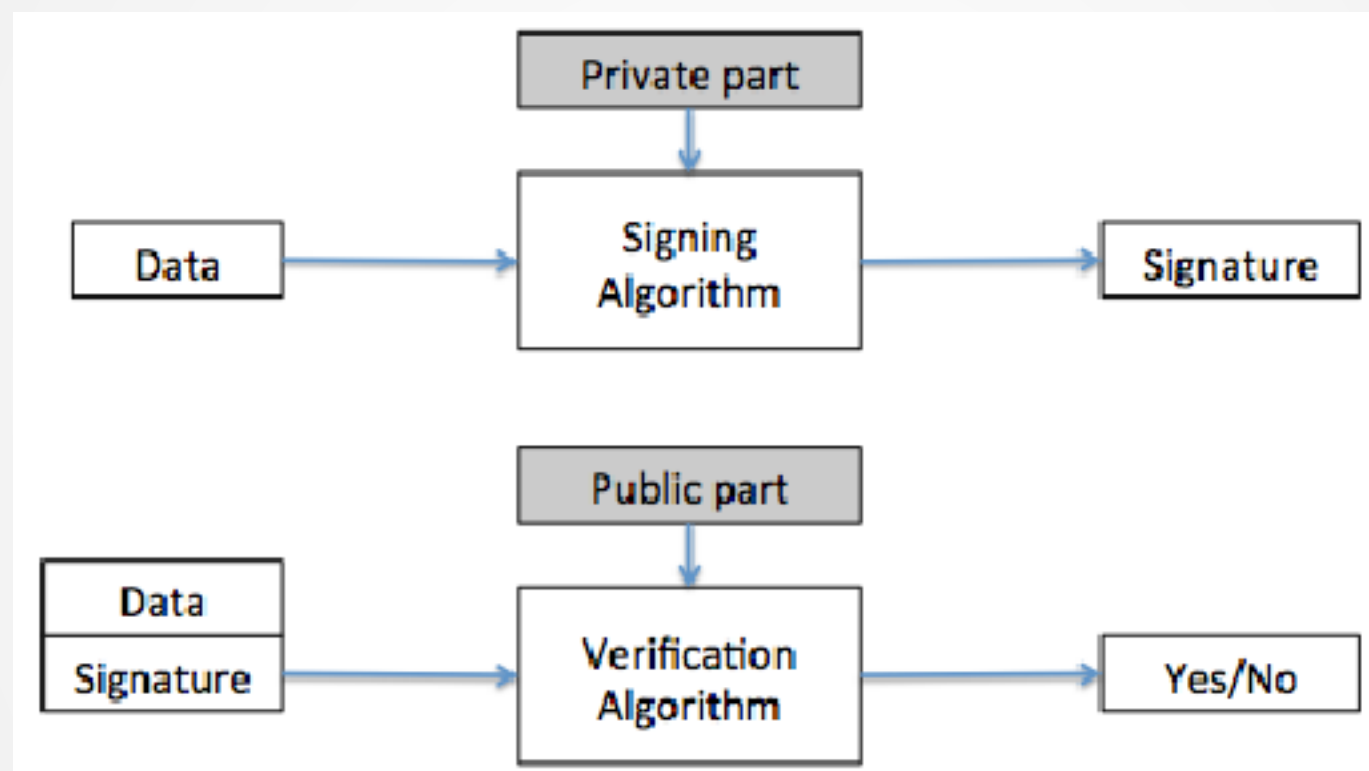 Private part
Data
Signing
Algorithm
Signature
Public part
Data
Signature
Verification
Algorithm
Yes/No